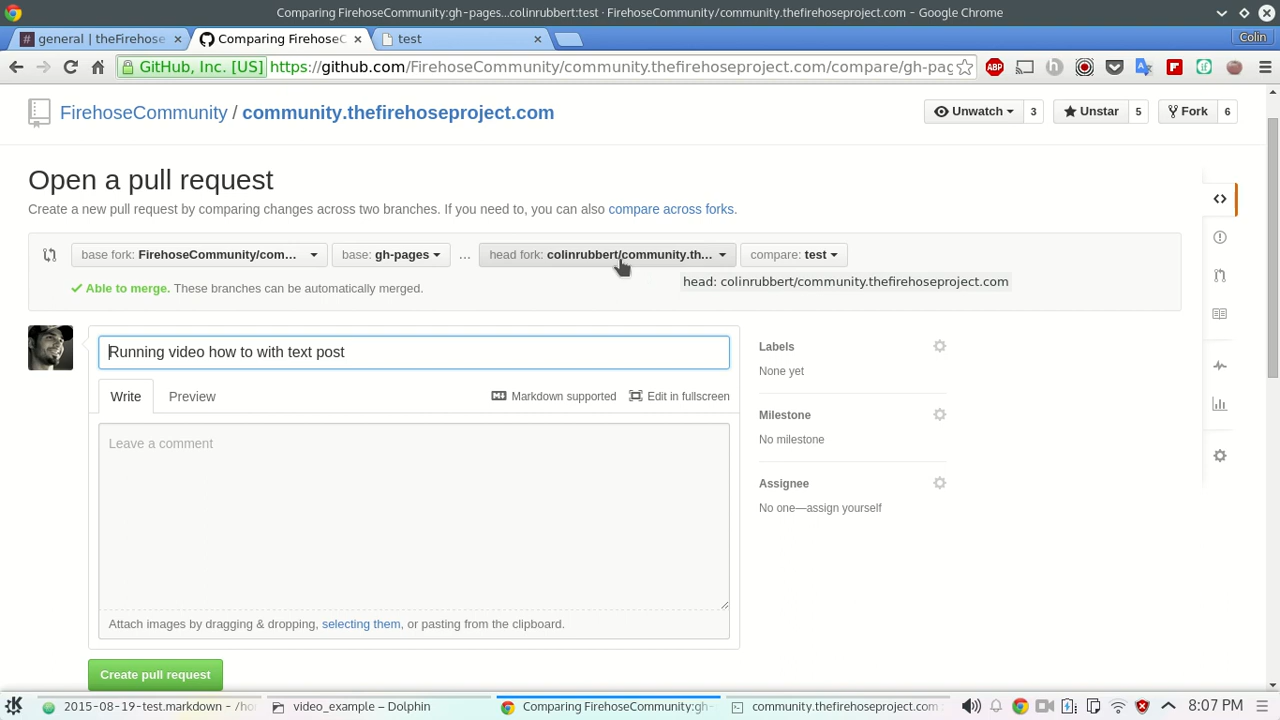 Comparing FirehoseCommunity:gh-pages...colinrubbert:test · FirehoseCommunity/community.thefirehoseproject.com – Google Chrome
general | theFirehose
Comparing FirehoseC
test
Colin
GitHub, Inc. [US] https://github.com/FirehoseCommunity/community.thefirehoseproject.com/compare/gh-pag
ABP
FirehoseCommunity / community.thefirehoseproject.com
Unwatch 3
Unstar 5
Fork 6
Open a pull request
Create a new pull request by comparing changes across two branches. If you need to, you can also compare across forks.
base fork: FirehoseCommunity/com... base: gh-pages ... head fork: colinrubbert/community.th... compare: test
head: colinrubbert/community.thefirehoseproject.com
Able to merge. These branches can be automatically merged.
Running video how to with text post
Write Preview Markdown supported Edit in fullscreen
Leave a comment
Attach images by dragging & dropping, selecting them, or pasting from the clipboard.
Create pull request
Labels
None yet
Milestone
No milestone
Assignee
No one—assign yourself
2015-08-19-test.markdown - /ho
video_example – Dolphin
Comparing FirehoseCommunity:gh-
community.thefirehoseproject.com
8:07 PM